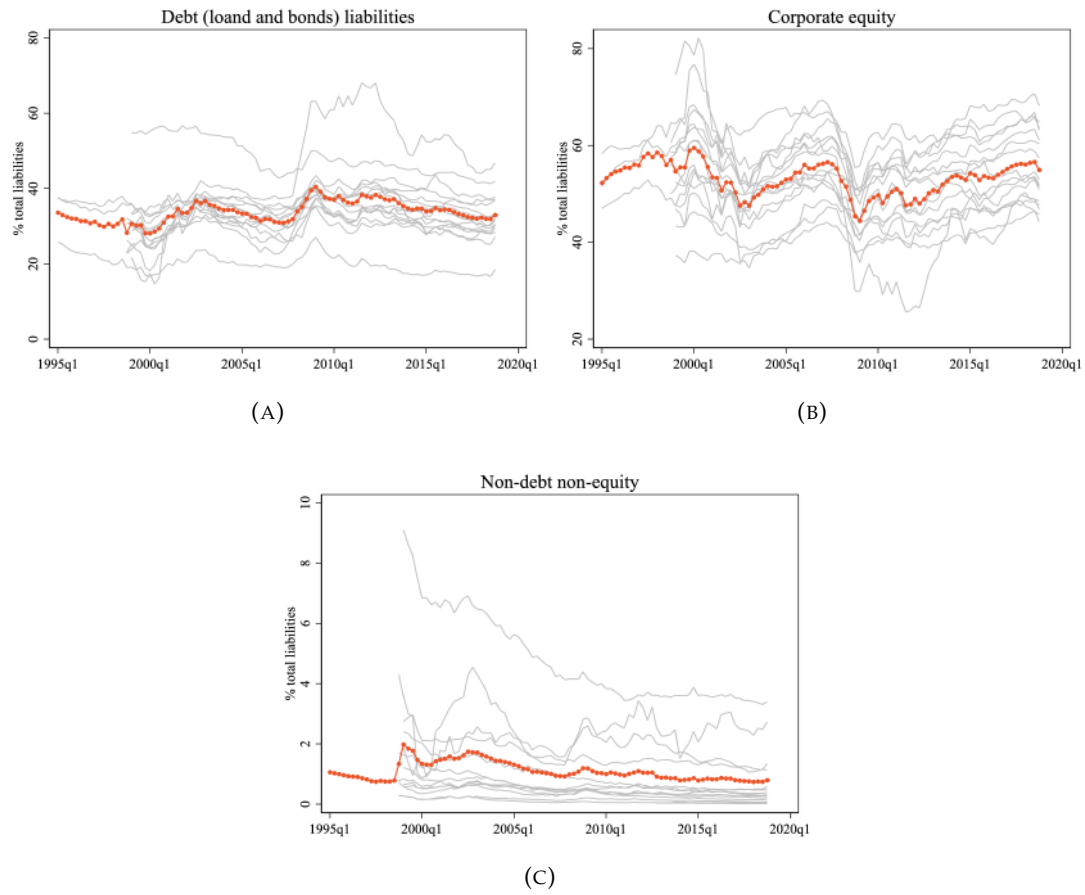 Debt (loand and bonds) liabilities
80
60
40
20
0
% total liabilities
1995q1 2000q1 2005q1 2010q1 2015q1 2020q1
(A)
Corporate equity
80
60
40
20
% total liabilities
1995q1 2000q1 2005q1 2010q1 2015q1 2020q1
(B)
Non-debt non-equity
10
8
6
4
2
0
% total liabilities
1995q1 2000q1 2005q1 2010q1 2015q1 2020q1
(C)